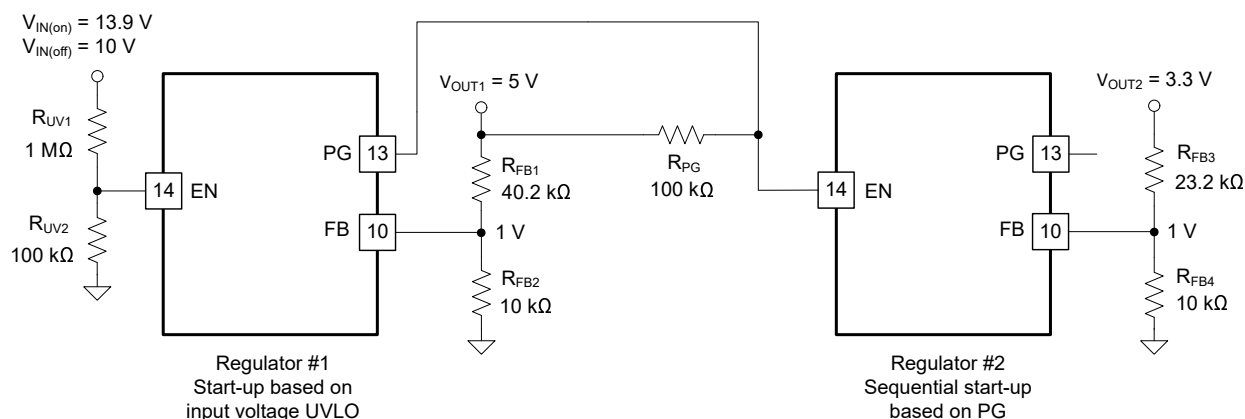 VIN(on) = 13.9 V
VIN(off) = 10 V
RUV1
1 MΩ
RUV2
100 kΩ
14
EN
PG
13
FB
10
VOUT1 = 5 V
RFB1
40.2 kΩ
1 V
RFB2
10 kΩ
RPG
100 kΩ
14
EN
PG
13
FB
10
VOUT2 = 3.3 V
RFB3
23.2 kΩ
1 V
RFB4
10 kΩ
Regulator #1
Start-up based on
input voltage UVLO
Regulator #2
Sequential start-up
based on PG